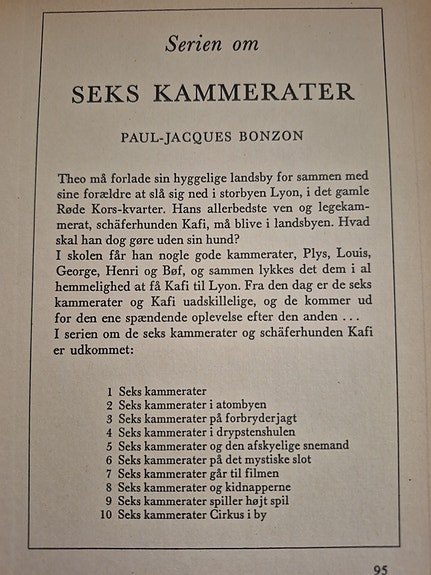 Serien om
SEKS KAMMERATER
PAUL-JACQUES BONZON
Theo må forlade sin hyggelige landsby for sammen med
sine forældre at slå sig ned i storbyen Lyon, i det gamle
Røde Kors-kvarter. Hans allerbedste ven og legekam-
merat, schäferhunden Kafi, må blive i landsbyen. Hvad
skal han dog gøre uden sin hund?
I skolen får han nogle gode kammerater, Plys, Louis,
George, Henri og Bøf, og sammen lykkes det dem i al
hemmelighed at få Kafi til Lyon. Fra den dag er de seks
kammerater og Kafi uadskillelige, og de kommer ud
for den ene spændende oplevelse efter den anden ...
I serien om de seks kammerater og schäferhunden Kafi
er udkommet:
1 Seks kammerater
2 Seks kammerater i atombyen
3 Seks kammerater på forbryderjagt
4 Seks kammerater i drypstenshulen
5 Seks kammerater og den afskyelige snemand
6 Seks kammerater på det mystiske slot
7 Seks kammerater går til filmen
8 Seks kammerater og kidnapperne
9 Seks kammerater spiller højt spil
10 Seks kammerater Cirkus i by
95